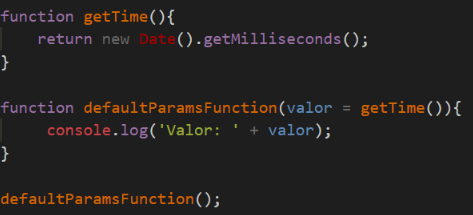 function getTime(){
return new Date().getMilliseconds();
}
function defaultParamsFunction(valor = getTime()){
console.log('Valor: ' + valor);
}
defaultParamsFunction();